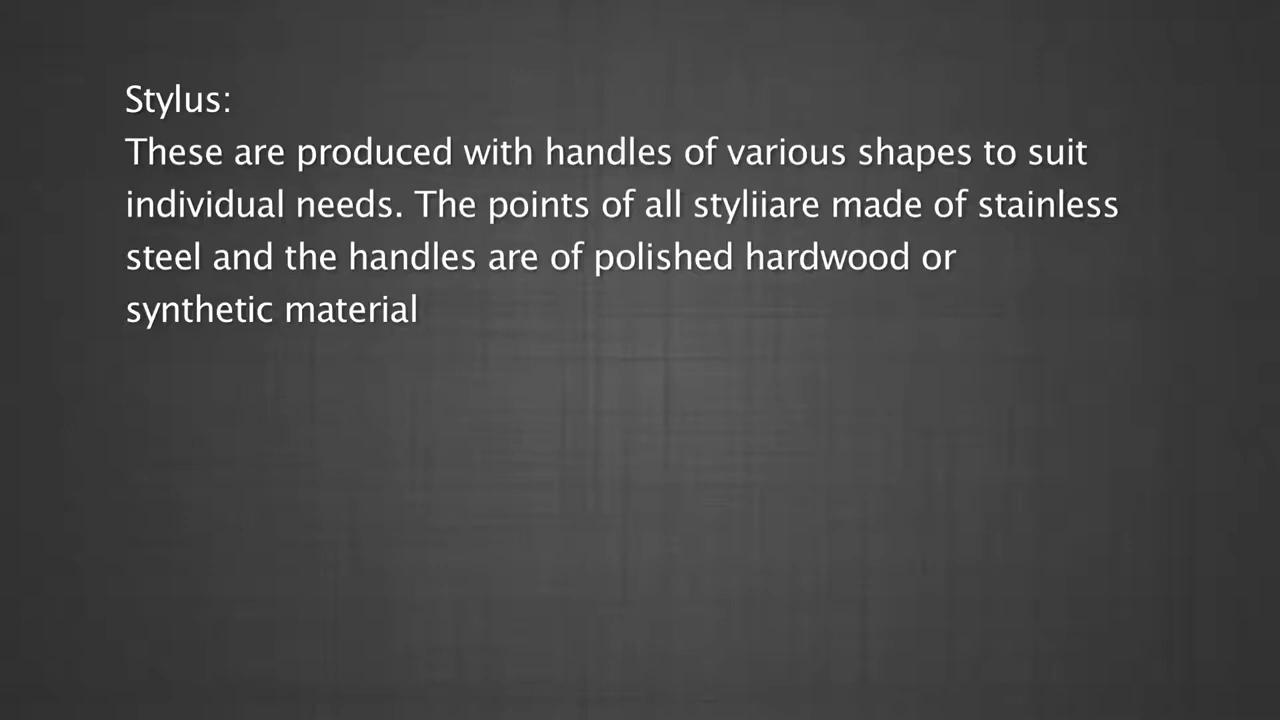 Stylus:
These are produced with handles of various shapes to suit
individual needs. The points of all styliiare made of stainless
steel and the handles are of polished hardwood or
synthetic material